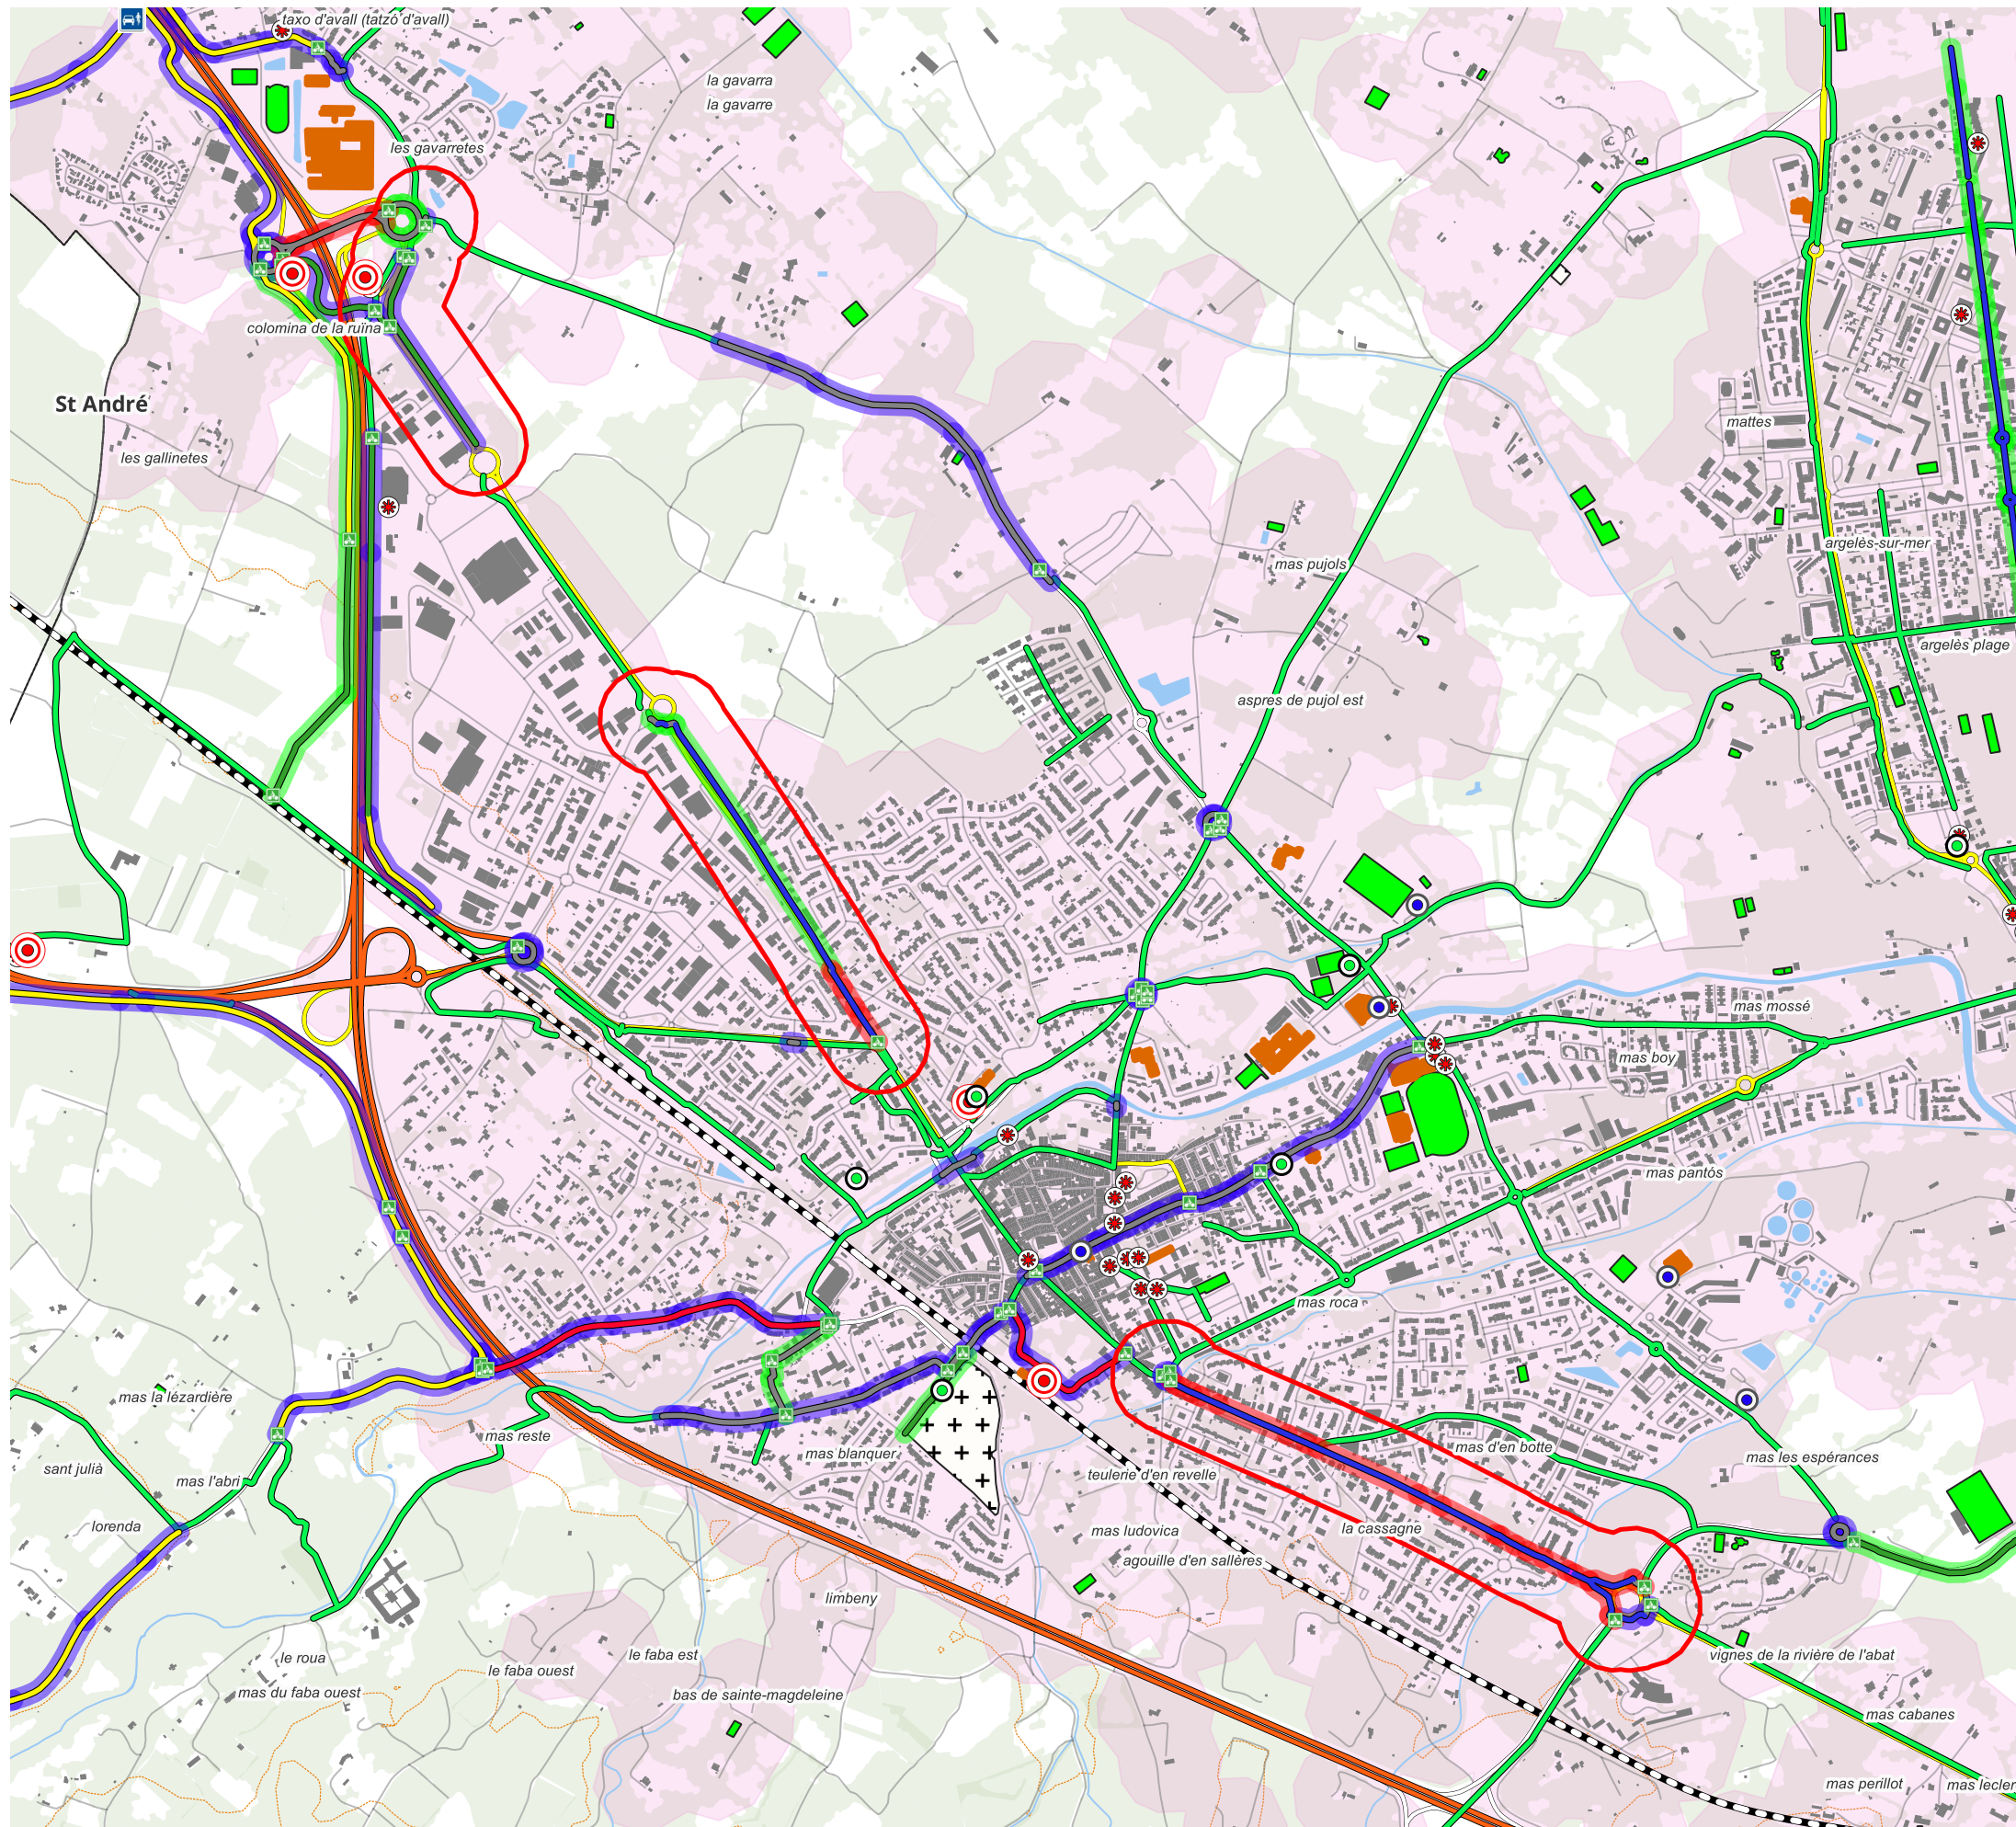 taxo d'avall (tatzó d'avall)
la gavarra
la gavarre
les gavarretes
colomina de la ruïna
St André
les gallinetes
mattes
argelès-sur-mer
mas pujols
argelès plage
aspres de pujol est
mas mossé
mas boy
mas pantós
mas roca
mas la lézardière
mas reste
mas blanquer
mas d'en botte
mas les espérances
sant julià
mas l'abri
teulerie d'en revelle
lorenda
mas ludovica
la cassagne
agouille d'en sallères
limbeny
le roua
le faba est
vignes de la rivière de l'abat
le faba ouest
mas du faba ouest
bas de sainte-magdeleine
mas cabanes
mas perillot
mas lecler